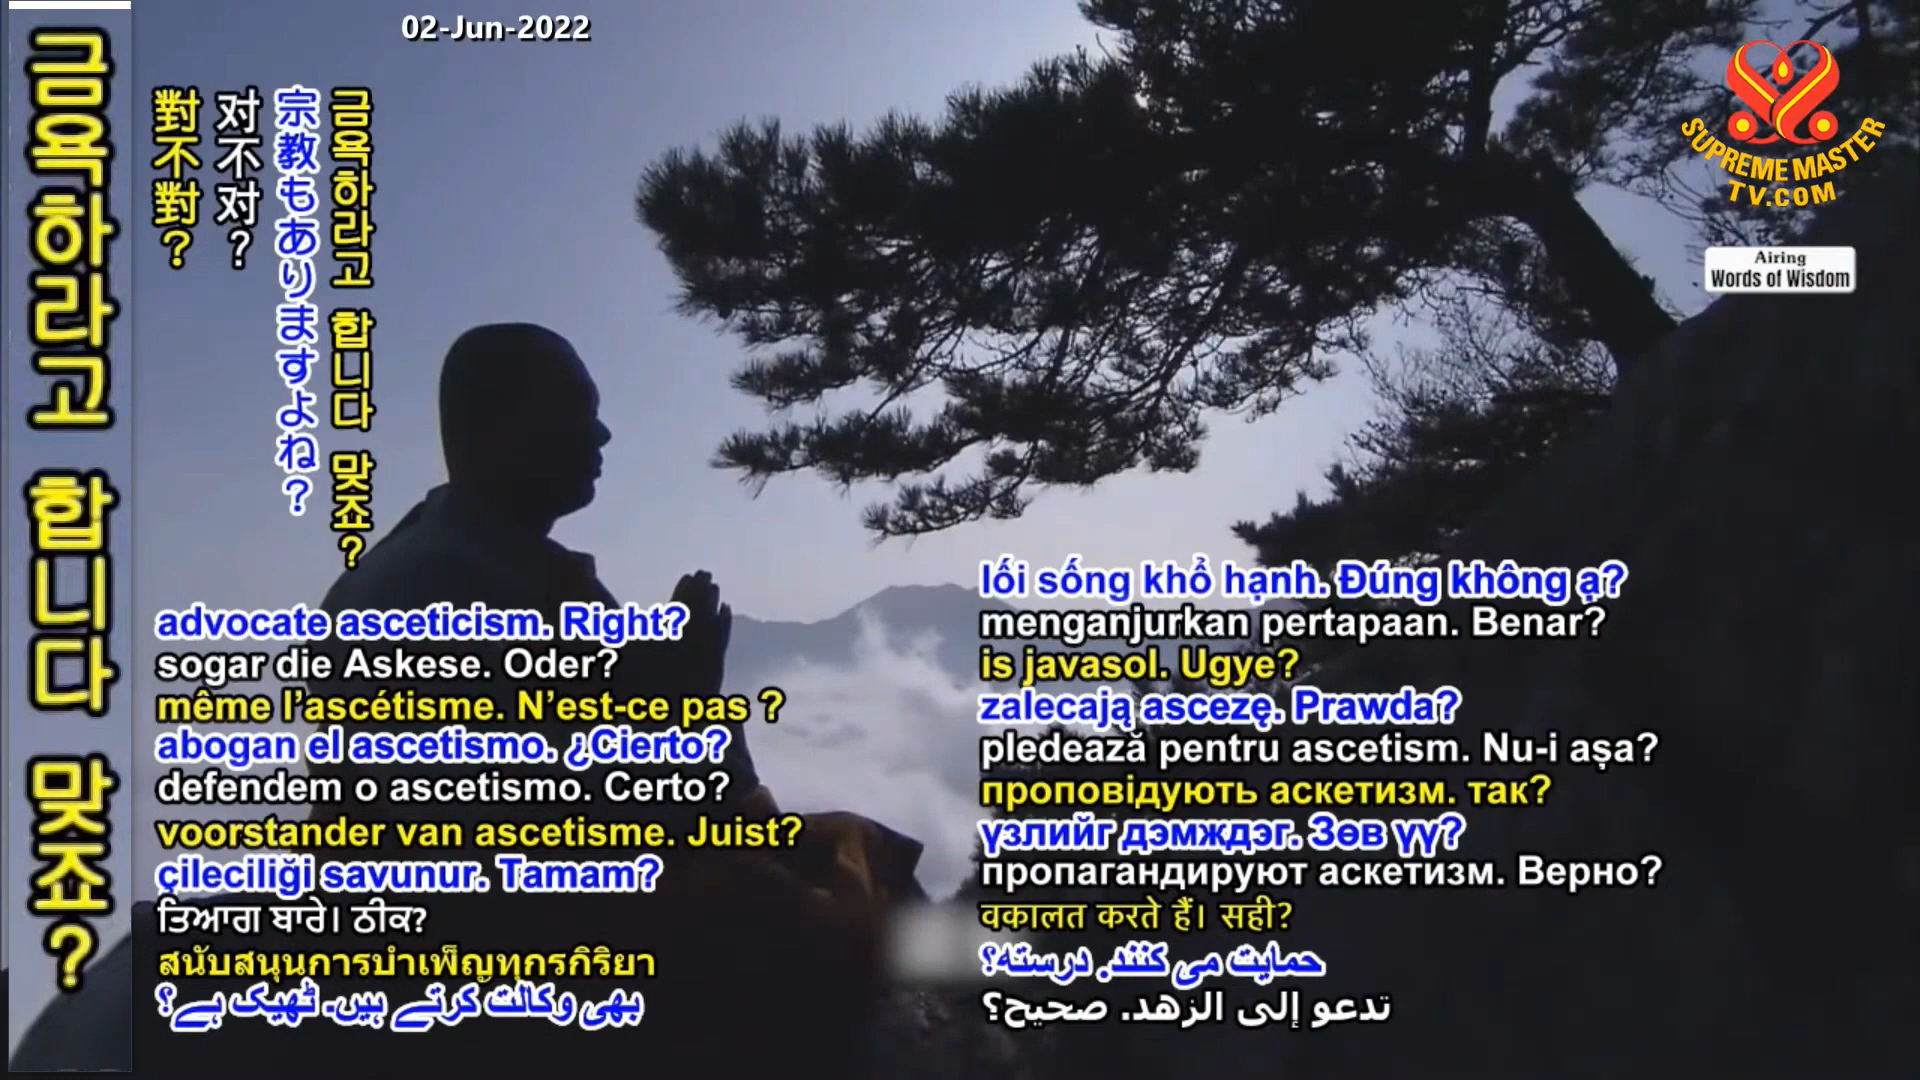 02-Jun-2022
금욕하라고 합니다 맞죠?
對不對?
对不对?
宗教もありますよね?
금욕하라고 합니다 맞죠?
SUPREME MASTER
TV.COM
Airing
Words of Wisdom
advocate asceticism. Right?
sogar die Askese. Oder?
même l’ascétisme. N’est-ce pas ?
abogan el ascetismo. ¿Cierto?
defendem o ascetismo. Certo?
voorstander van ascetisme. Juist?
çileciliği savunur. Tamam?
ਤਿਆਗ ਬਾਰੇ। ਠੀਕ?
สนับสนุนการบำเพ็ญทุกรกิริยา
بھی وکالت کرتے ہیں. ٹھیک ہے؟
lối sống khổ hạnh. Đúng không ạ?
menganjurkan pertapaan. Benar?
is javasol. Ugye?
zalecają ascezę. Prawda?
pledează pentru ascetism. Nu-i așa?
проповідують аскетизм. так?
үзлийг дэмждэг. Зөв үү?
пропагандируют аскетизм. Верно?
वकालत करते हैं। सही?
حمایت می کنند. درسته؟
تدعو إلى الزهد. صحيح؟